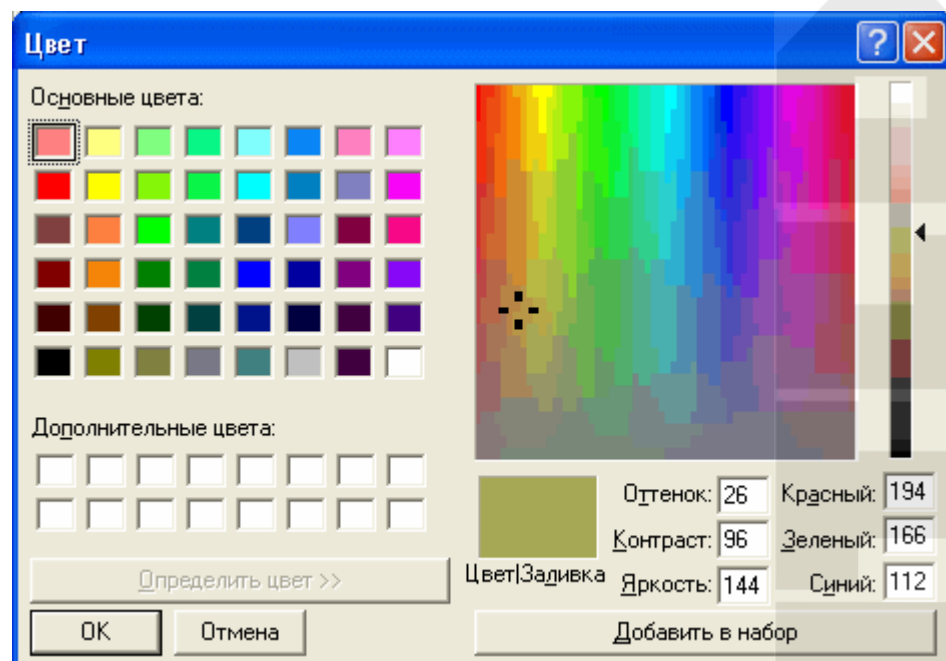 Цвет
Основные цвета:
Дополнительные цвета:
Определить цвет >>
OK Отмена
Оттенок: 26 Красный: 194
Контраст: 96 Зеленый: 166
Цвет|Заливка Яркость: 144 Синий: 112
Добавить в набор